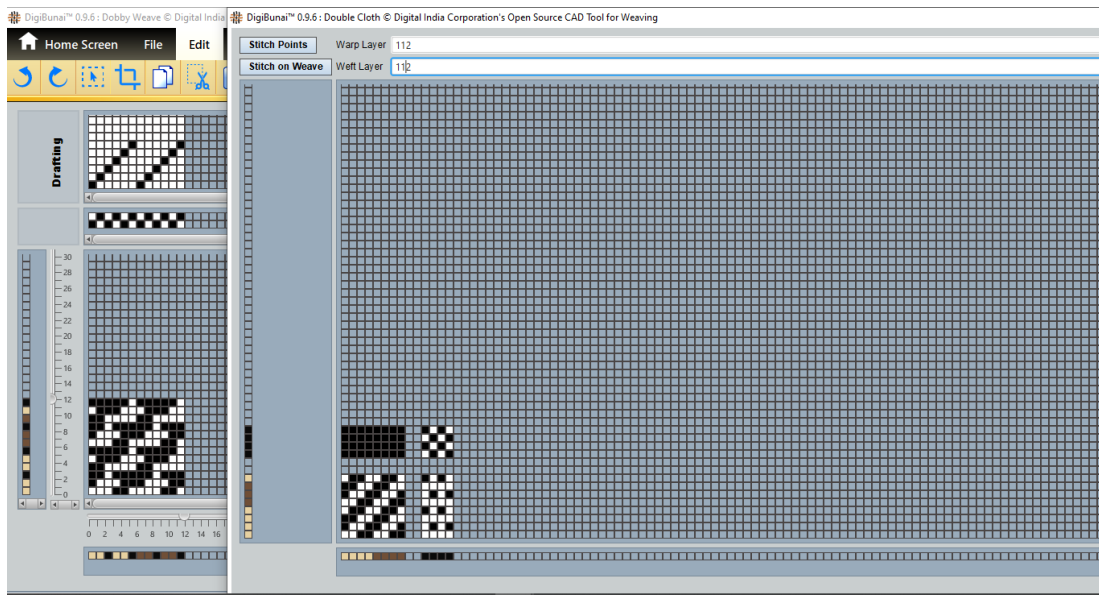 DigiBunai™ 0.9.6 : Dobby Weave © Digital India
DigiBunai™ 0.9.6 : Double Cloth © Digital India Corporation's Open Source CAD Tool for Weaving
Home Screen File Edit
Stitch Points Warp Layer 112
Stitch on Weave Weft Layer 112
Drafting
30
28
26
24
22
20
18
16
14
12
10
8
6
4
2
0
0 2 4 6 8 10 12 14 16